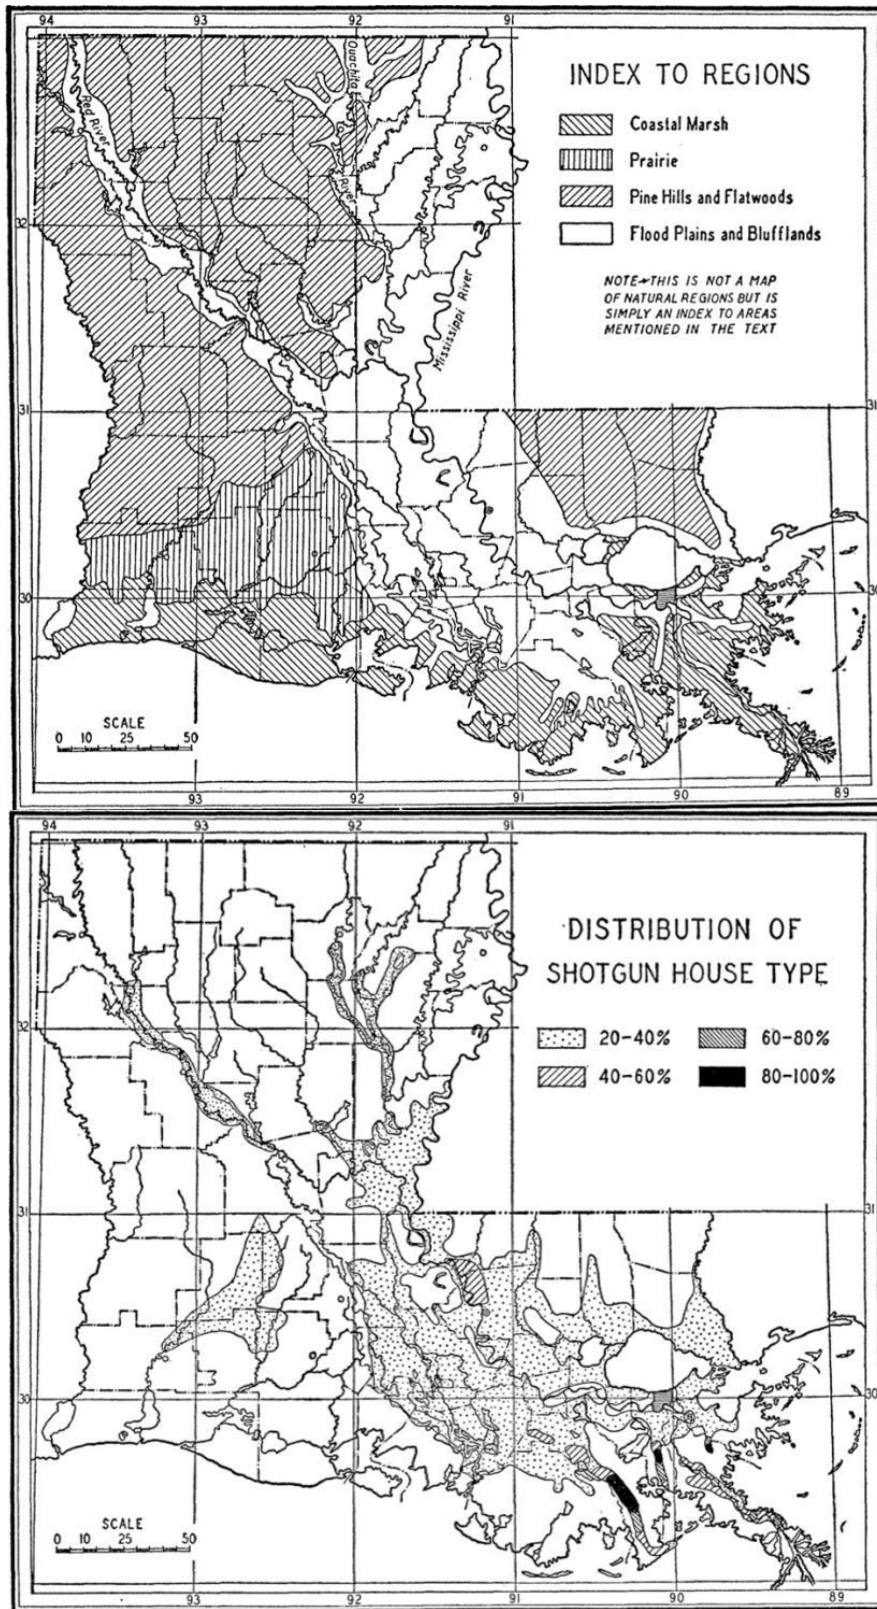 94 93 92 91
INDEX TO REGIONS
Coastal Marsh
Prairie
Pine Hills and Flatwoods
Flood Plains and Blufflands
NOTE—THIS IS NOT A MAP
OF NATURAL REGIONS BUT IS
SIMPLY AN INDEX TO AREAS
MENTIONED IN THE TEXT
Ouachita
River
Red River
Mississippi River
32
31 31
30 30
SCALE
0 10 25 50
93 92 91 90 89
94 93 92 91
DISTRIBUTION OF
SHOTGUN HOUSE TYPE
20-40% 60-80%
40-60% 80-100%
32
31 31
30 30
SCALE
0 10 25 50
93 92 91 90 89